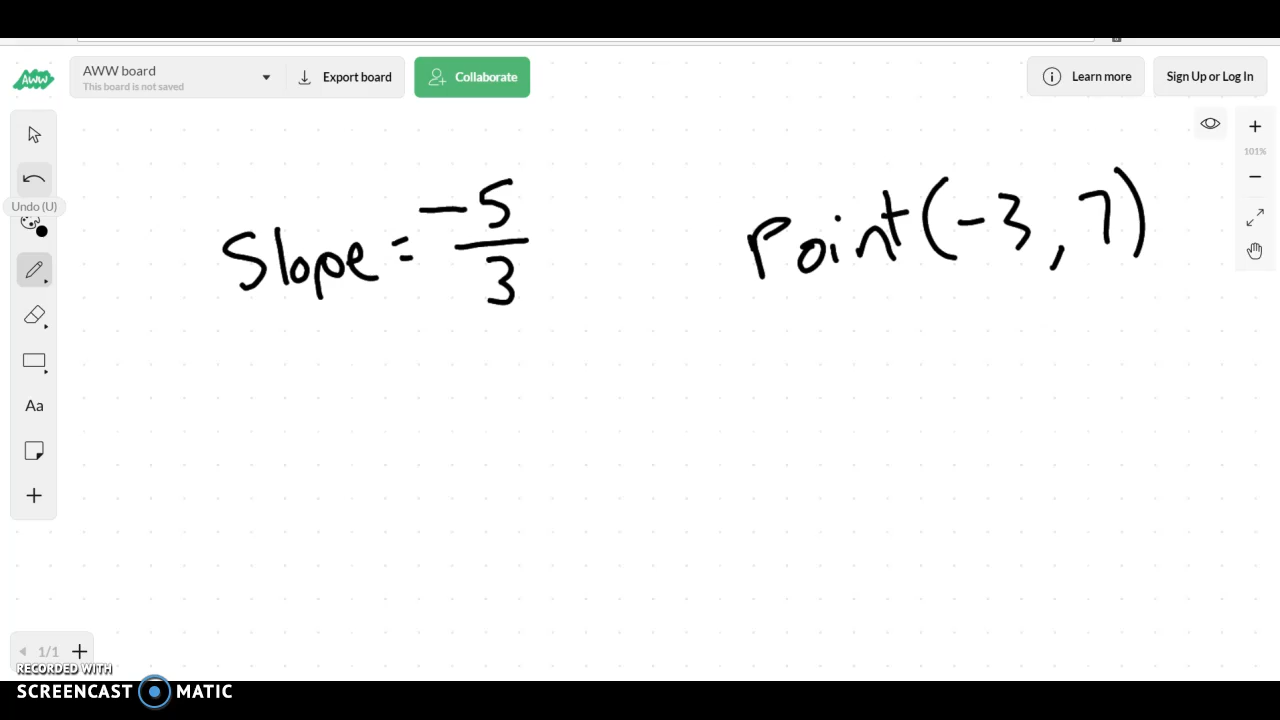 AWW
AWW board
This board is not saved
Export board
Collaborate
Learn more
Sign Up or Log In
101%
Undo (U)
Aa
Slope = -5/3
Point (-3, 7)
1/1
RECORDED WITH
SCREENCAST MATIC